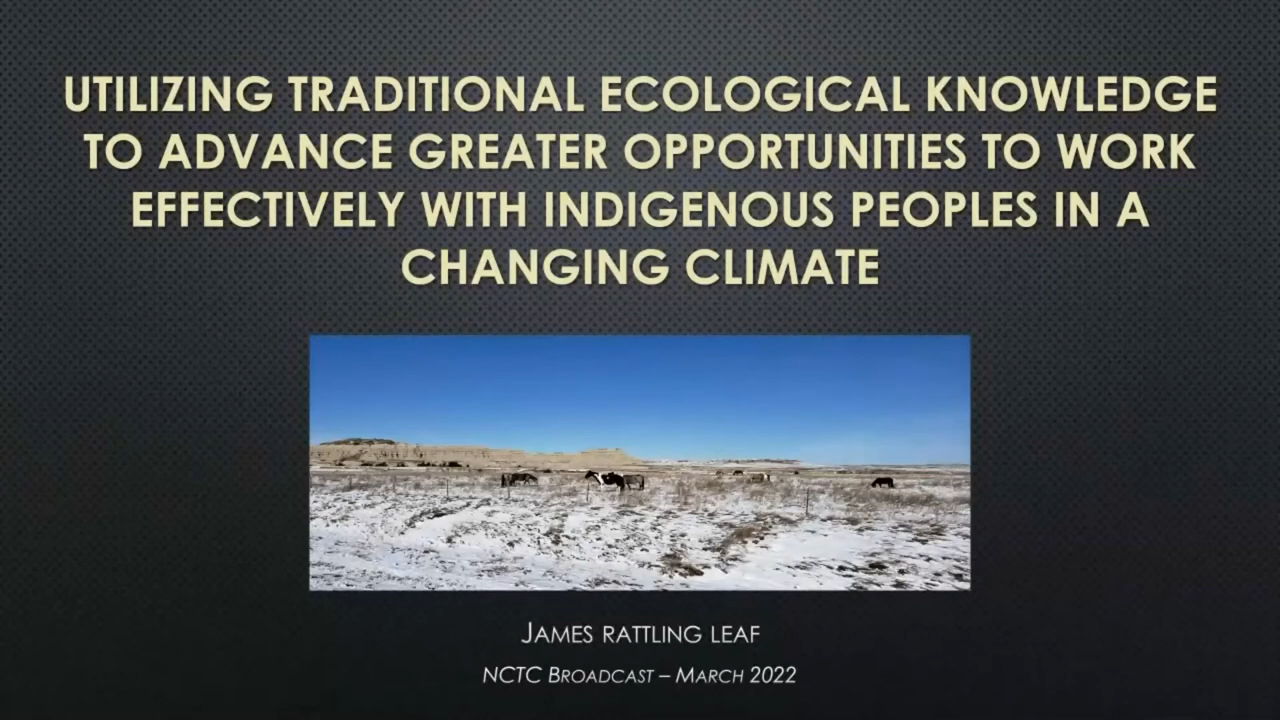 UTILIZING TRADITIONAL ECOLOGICAL KNOWLEDGE
TO ADVANCE GREATER OPPORTUNITIES TO WORK
EFFECTIVELY WITH INDIGENOUS PEOPLES IN A
CHANGING CLIMATE
JAMES RATTLING LEAF
NCTC BROADCAST – MARCH 2022